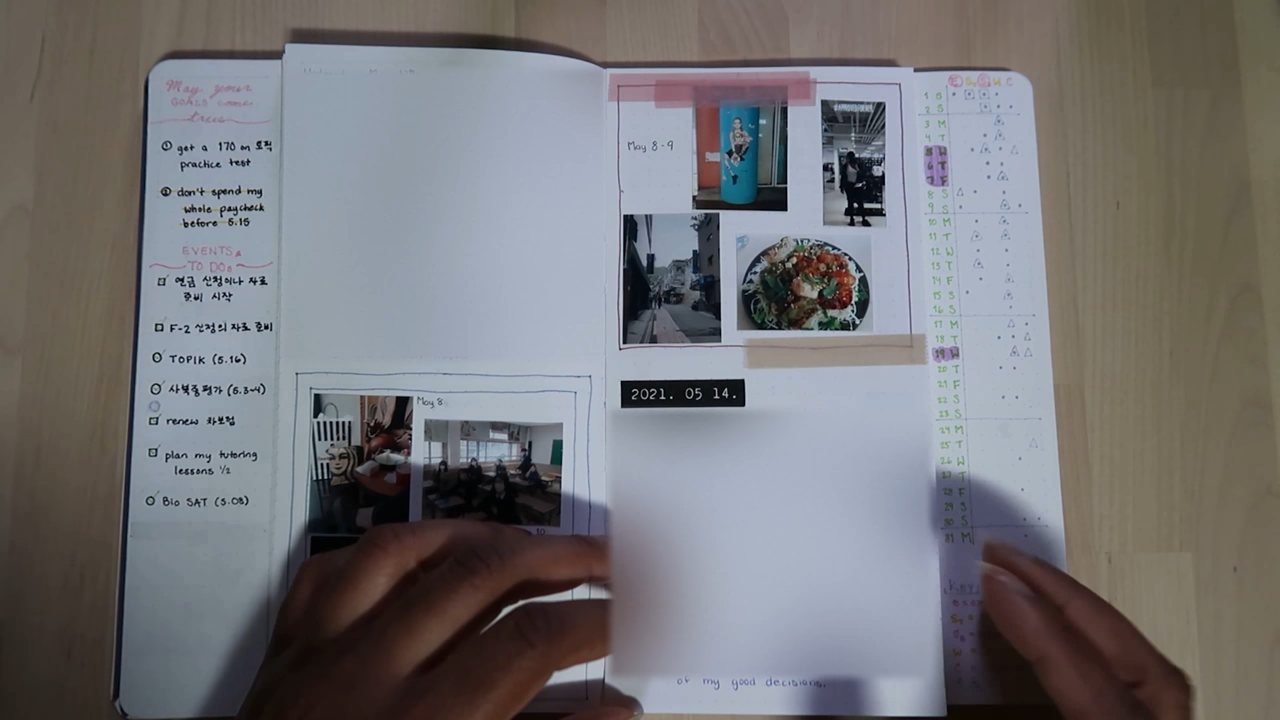 May your
GOALS come
trees
① get a 170 on 토픽
practice test
② don't spend my
whole paycheck
before 5.15
EVENTS &
TO DOs
연금 신청이나 자료
준비 시작
F-2 신청의 자료 준비
TOPIK (5.16)
사복중평가 (5.3-4)
renew 차보험
plan my tutoring
lessons 1/2
Bio SAT (5.08)
May 8
10
May 8-9
2021. 05 14.
of my good decisions.
1 S
2 S
3 M
4 T
5 W
6 T
7 F
8 S
9 S
10 M
11 T
12 W
13 T
14 F
15 S
16 S
17 M
18 T
19 W
20 T
21 F
22 S
23 S
24 M
25 T
26 W
27 T
28 F
29 S
30 S
31 M
Key: